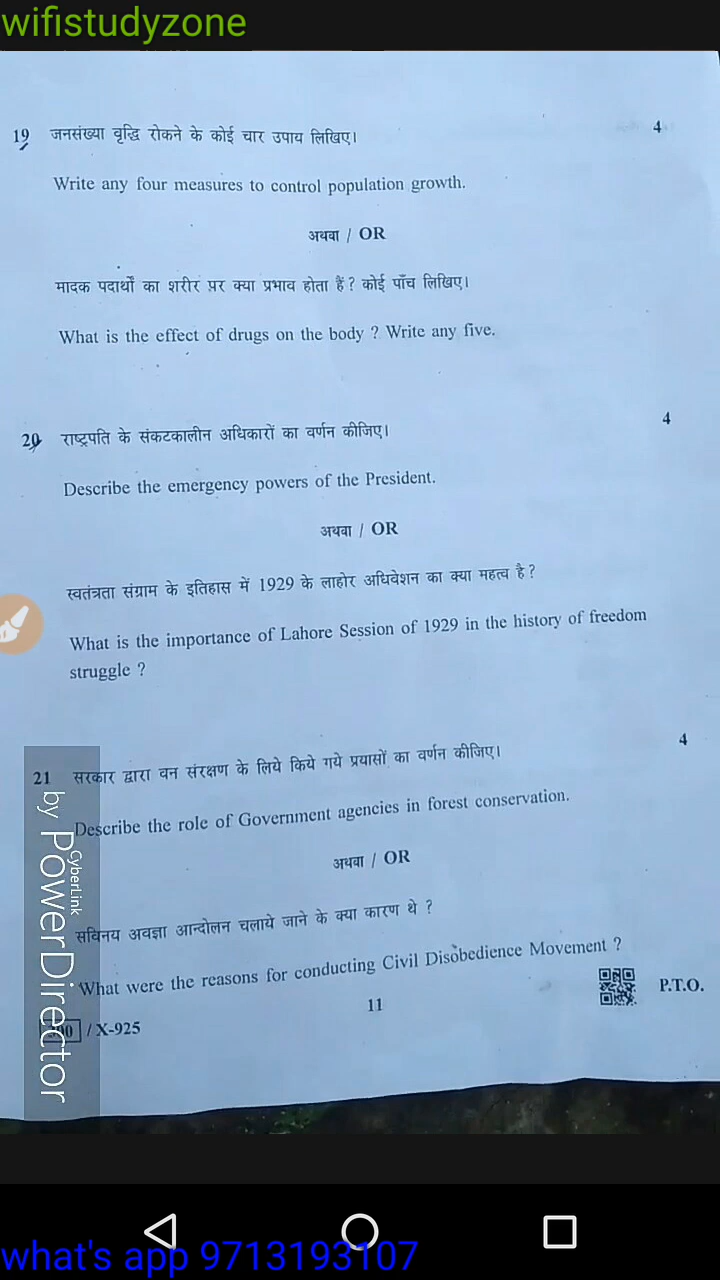 wifistudyzone
19 जनसंख्या वृद्धि रोकने के कोई चार उपाय लिखिए। 4
Write any four measures to control population growth.
अथवा / OR
मादक पदार्थों का शरीर पर क्या प्रभाव होता हैं ? कोई पाँच लिखिए।
What is the effect of drugs on the body ? Write any five.
20 राष्ट्रपति के संकटकालीन अधिकारों का वर्णन कीजिए। 4
Describe the emergency powers of the President.
अथवा / OR
स्वतंत्रता संग्राम के इतिहास में 1929 के लाहोर अधिवेशन का क्या महत्व है ?
What is the importance of Lahore Session of 1929 in the history of freedom
struggle ?
21 सरकार द्वारा वन संरक्षण के लिये किये गये प्रयासों का वर्णन कीजिए। 4
Describe the role of Government agencies in forest conservation.
अथवा / OR
सविनय अवज्ञा आन्दोलन चलाये जाने के क्या कारण थे ?
What were the reasons for conducting Civil Disobedience Movement ?
11
P.T.O.
/ X-925
by CyberLink
PowerDirector
what's app 9713193107